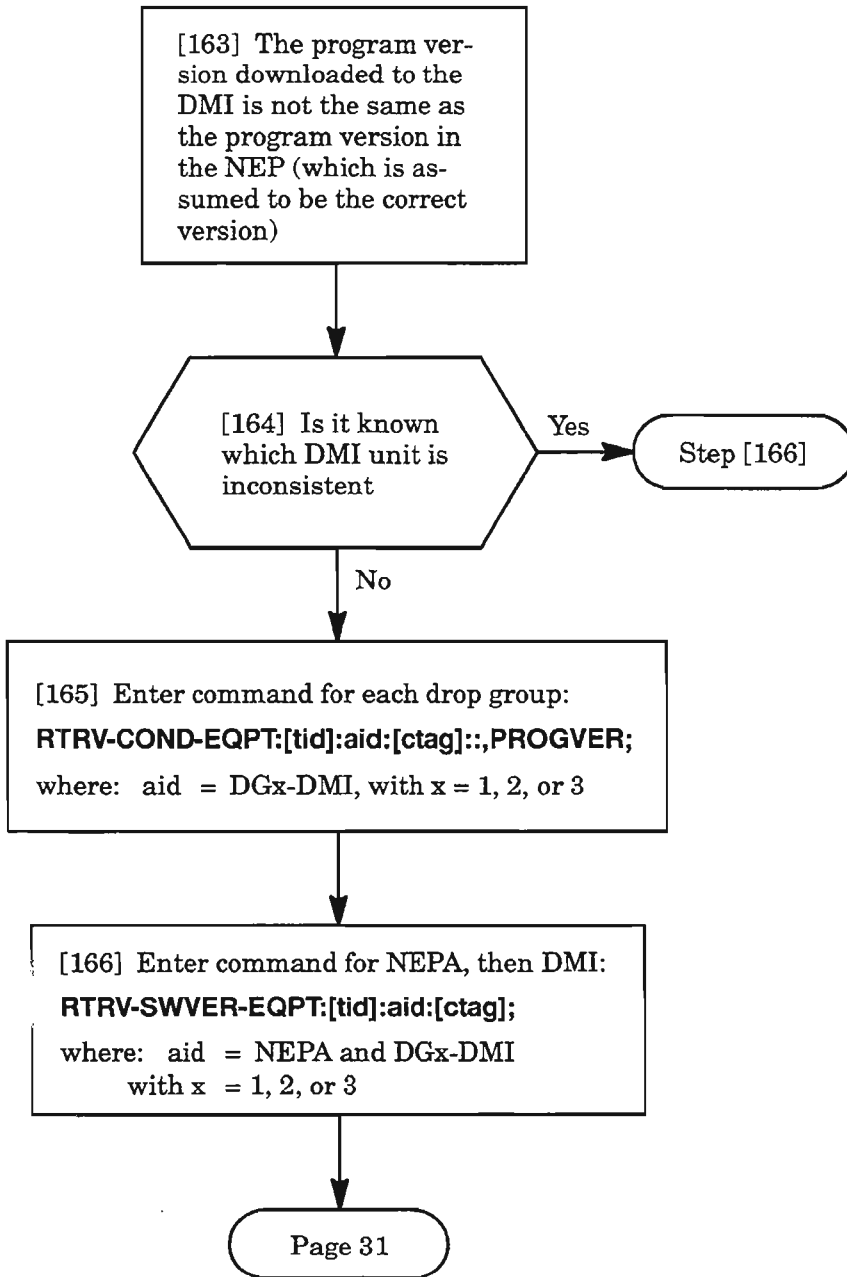 [163] The program ver-
sion downloaded to the
DMI is not the same as
the program version in
the NEP (which is as-
sumed to be the correct
version)
[164] Is it known
which DMI unit is
inconsistent
Yes
Step [166]
No
[165] Enter command for each drop group:
RTRV-COND-EQPT:[tid]:aid:[ctag]::,PROGVER;
where: aid = DGx-DMI, with x = 1, 2, or 3
[166] Enter command for NEPA, then DMI:
RTRV-SWVER-EQPT:[tid]:aid:[ctag];
where: aid = NEPA and DGx-DMI
with x = 1, 2, or 3
Page 31